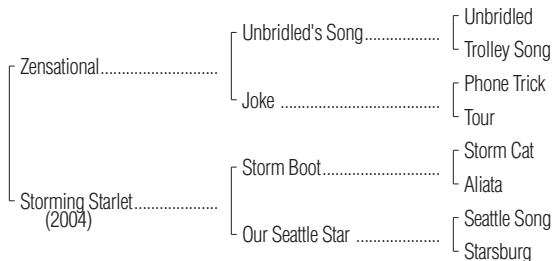 Unbridled
Unbridled's Song..................
Trolley Song
Zensational............................
Phone Trick
Joke ......................................
Tour
Storm Cat
Storm Boot............................
Aliata
Storming Starlet....................
(2004)
Seattle Song
Our Seattle Star ....................
Starsburg